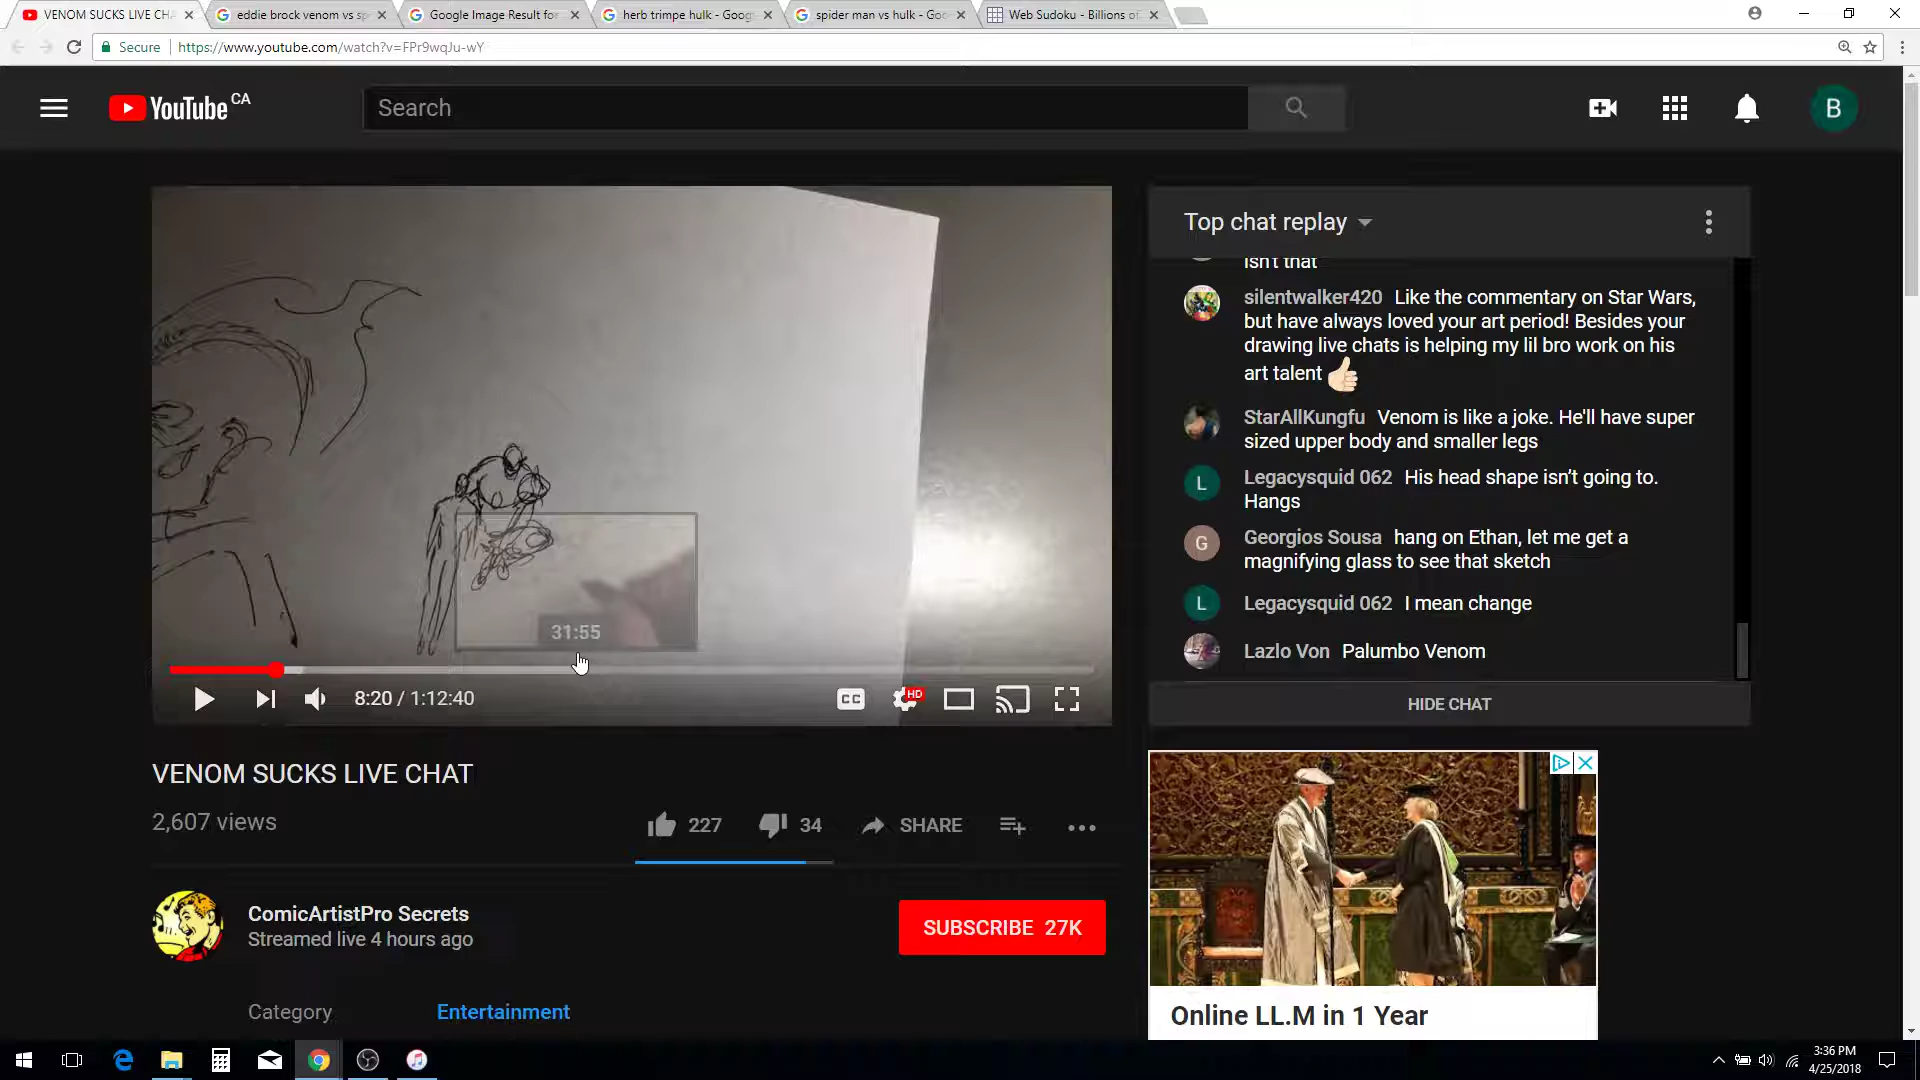 VENOM SUCKS LIVE CHA
eddie brock venom vs sp
Google Image Result for
herb trimpe hulk - Goog
spider man vs hulk - Goo
Web Sudoku - Billions of
Secure
https://www.youtube.com/watch?v=FPr9wqJu-wY
YouTube CA
Search
B
Top chat replay
isn't that
silentwalker420 Like the commentary on Star Wars,
but have always loved your art period! Besides your
drawing live chats is helping my lil bro work on his
art talent
StarAllKungfu Venom is like a joke. He'll have super
sized upper body and smaller legs
L Legacysquid 062 His head shape isn’t going to.
Hangs
G Georgios Sousa hang on Ethan, let me get a
magnifying glass to see that sketch
L Legacysquid 062 I mean change
Lazlo Von Palumbo Venom
HIDE CHAT
31:55
8:20 / 1:12:40
CC
HD
VENOM SUCKS LIVE CHAT
2,607 views
227
34
SHARE
ComicArtistPro Secrets
Streamed live 4 hours ago
SUBSCRIBE 27K
Category
Entertainment
Online LL.M in 1 Year
3:36 PM
4/25/2018